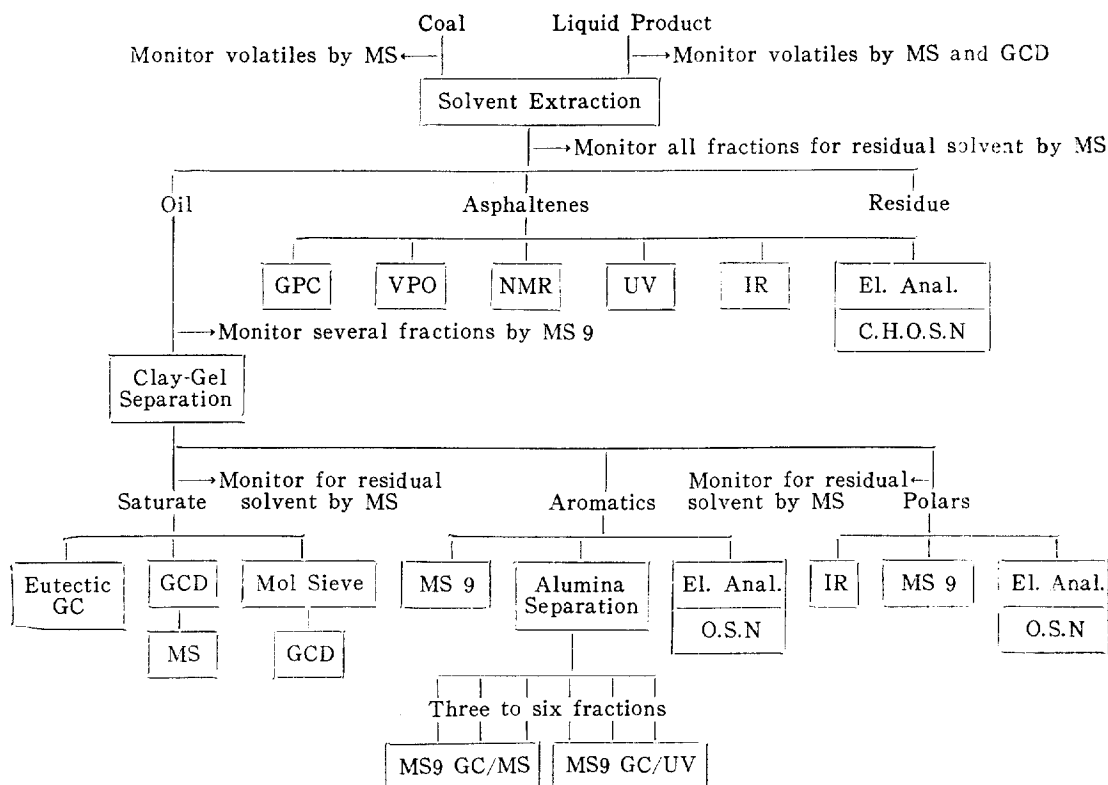 Coal
Liquid Product
Monitor volatiles by MS
Monitor volatiles by MS and GCD
Solvent Extraction
Monitor all fractions for residual solvent by MS
Oil
Asphaltenes
Residue
GPC
VPO
NMR
UV
IR
El. Anal.
C.H.O.S.N
Monitor several fractions by MS 9
Clay-Gel
Separation
Monitor for residual
solvent by MS
Monitor for residual
solvent by MS
Saturate
Aromatics
Polars
Eutectic
GC
GCD
Mol Sieve
MS 9
Alumina
Separation
El. Anal.
O.S.N
IR
MS 9
El. Anal.
O.S.N
MS
GCD
Three to six fractions
MS9 GC/MS
MS9 GC/UV